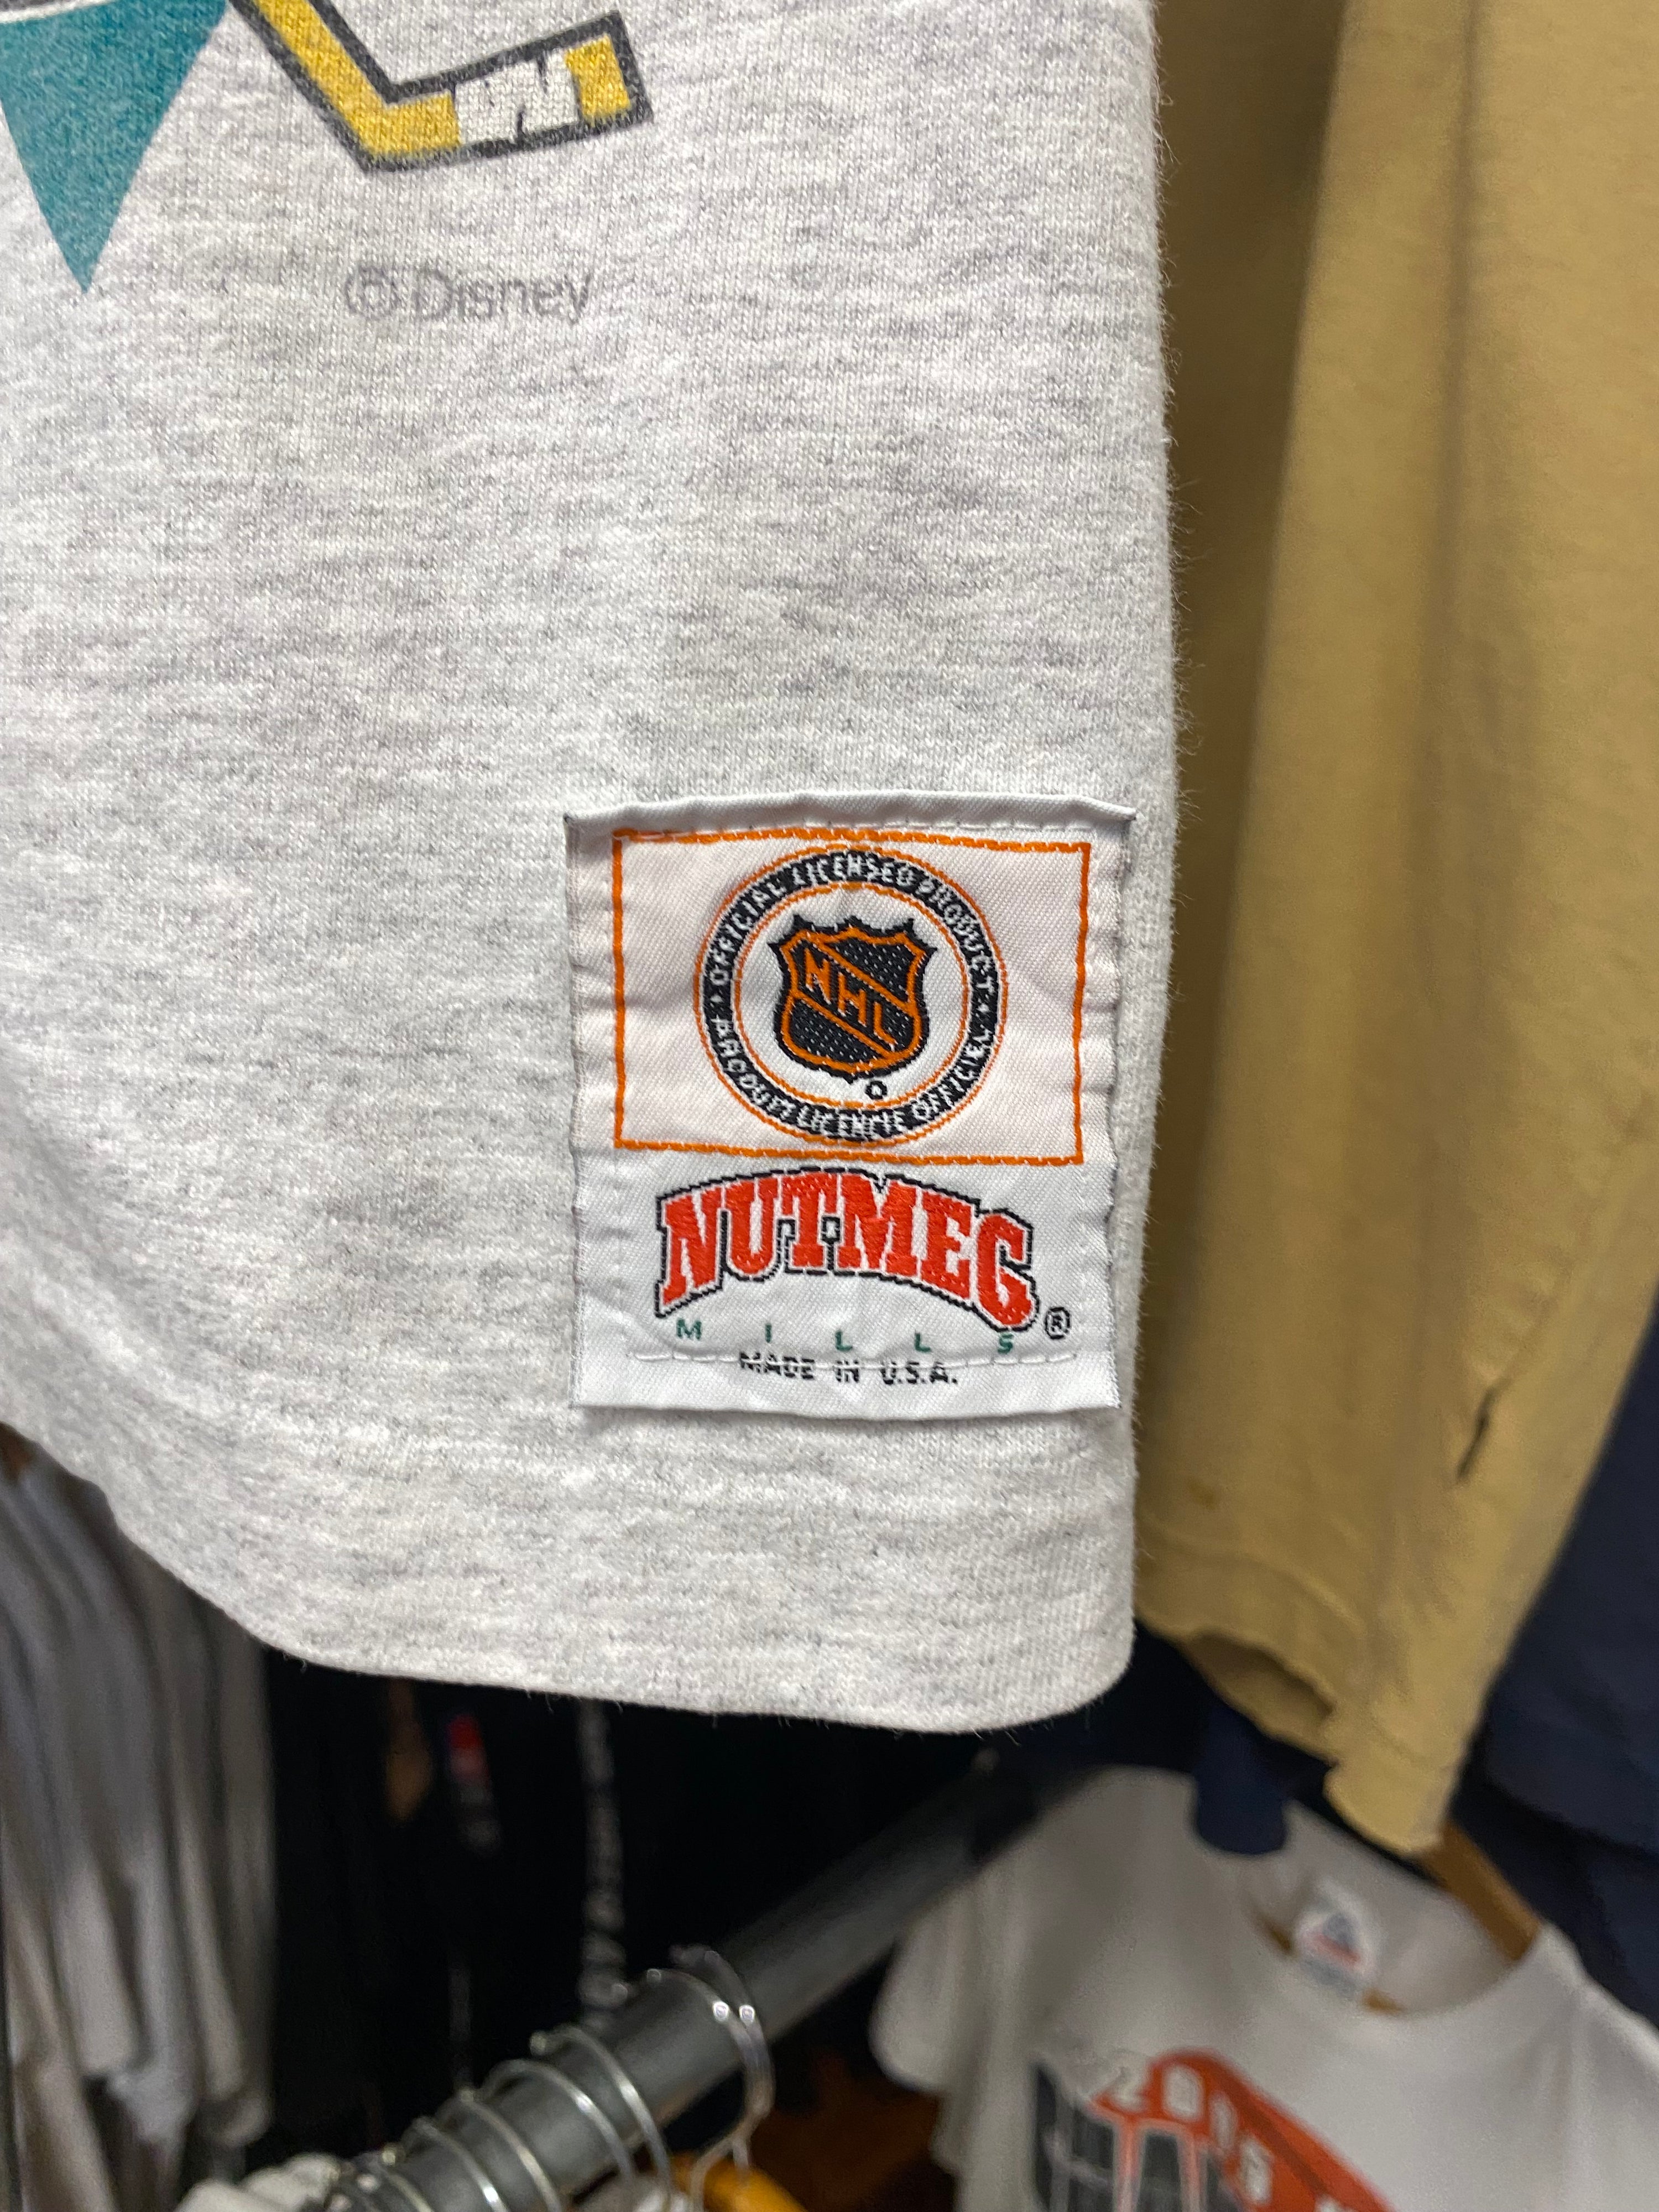 © Disney
OFFICIAL LICENSED PRODUCT
NHL
PRODUIT LICENCIE OFFICIEL
NUTMEG ®
MILLS
MADE IN U.S.A.